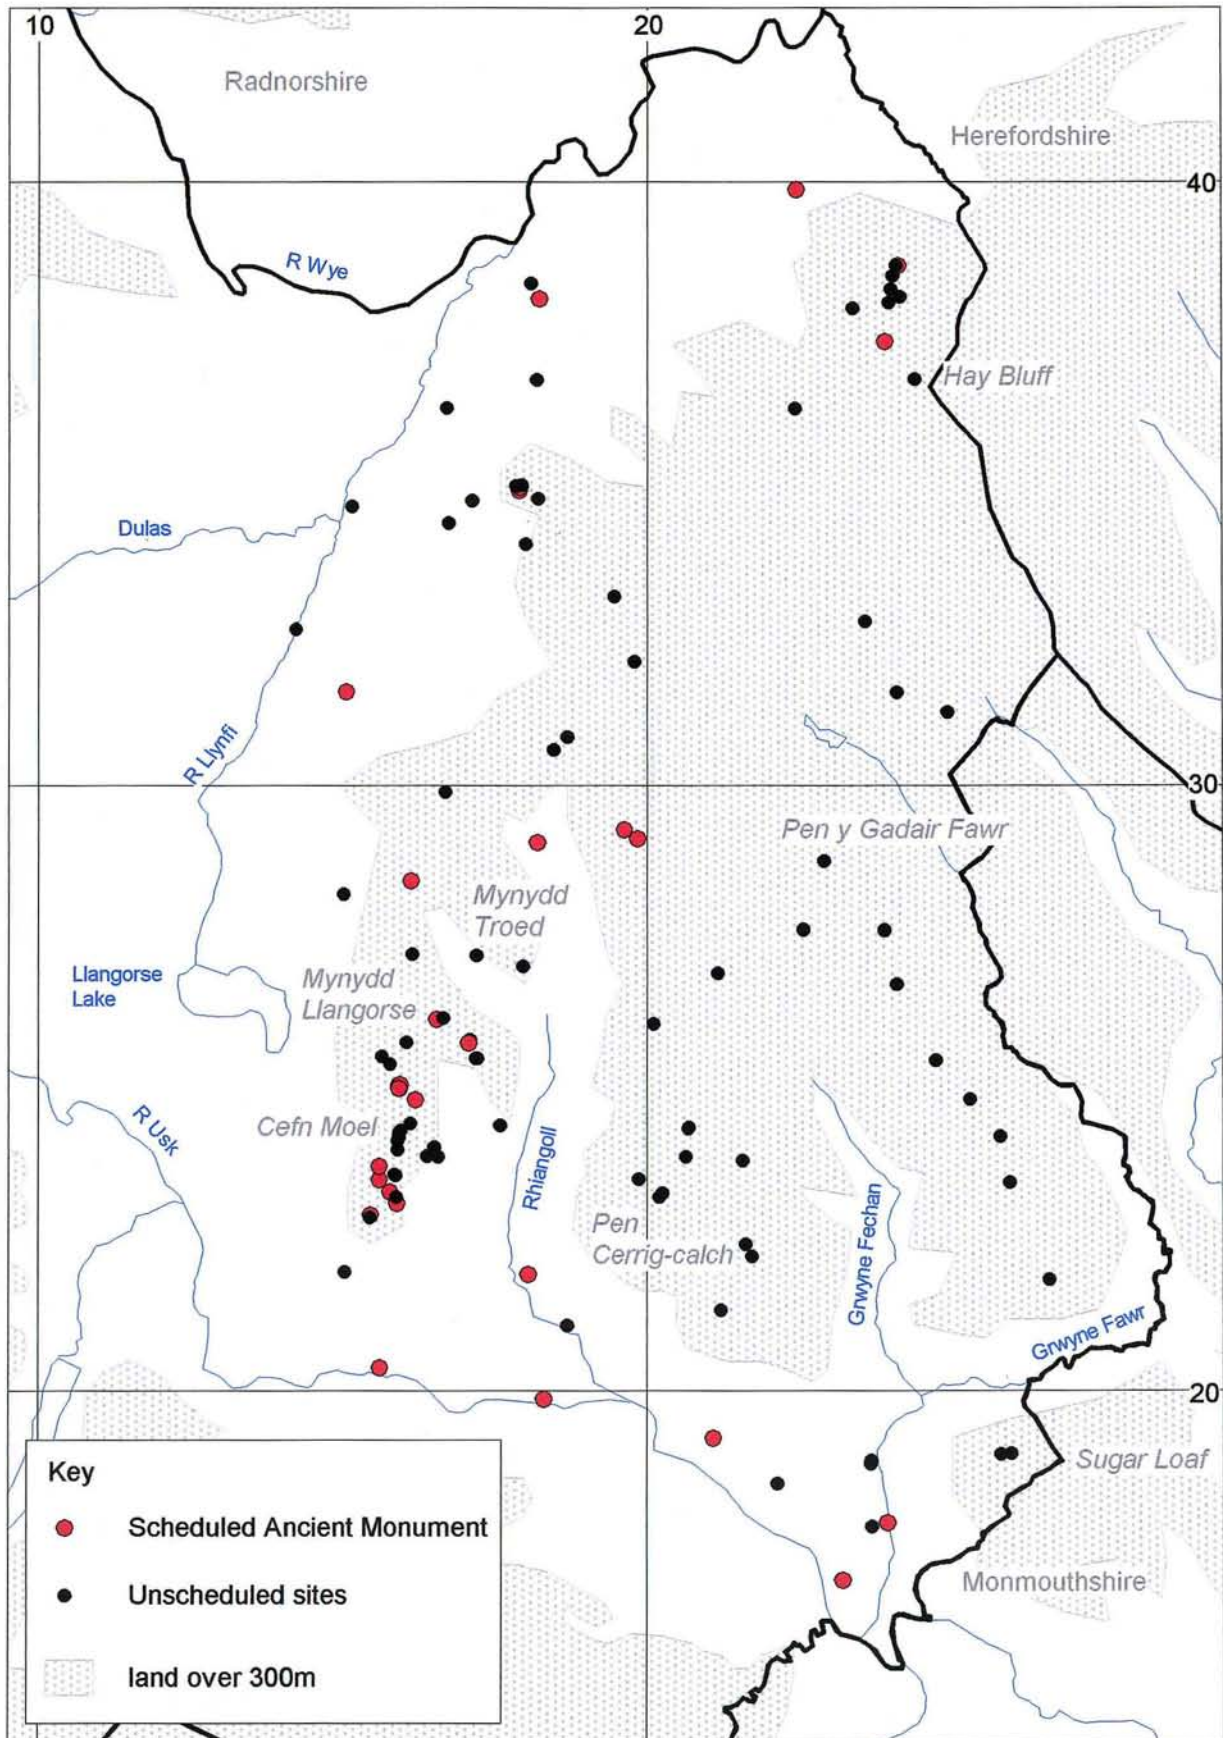 10
20
Radnorshire
Herefordshire
40
R Wye
Hay Bluff
Dulas
R Llynfi
30
Pen y Gadair Fawr
Mynydd
Troed
Llangorse
Lake
Mynydd
Llangorse
R Usk
Cefn Moel
Rhiangoll
Pen
Cerrig-calch
Grwyne Fechan
Grwyne Fawr
20
Sugar Loaf
Key
Scheduled Ancient Monument
Unscheduled sites
land over 300m
Monmouthshire